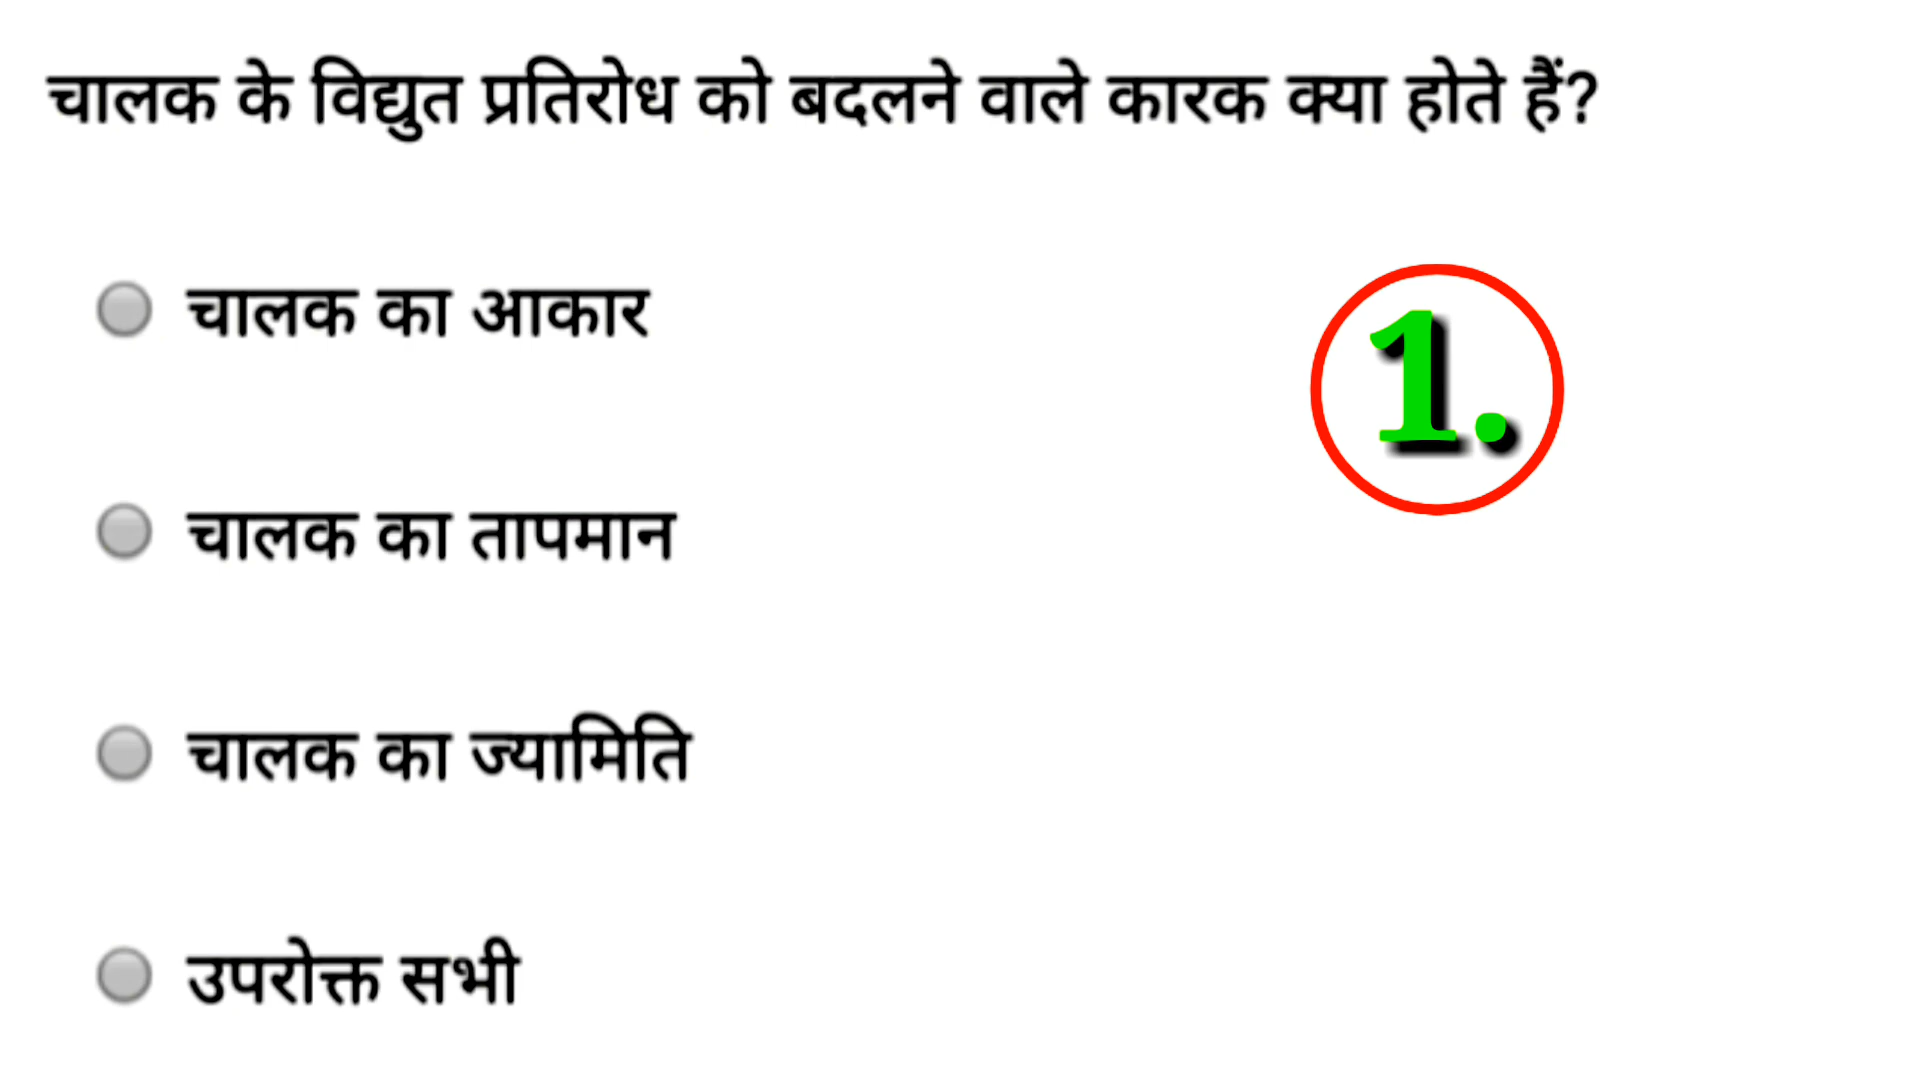 चालक के विद्युत प्रतिरोध को बदलने वाले कारक क्या होते हैं?
चालक का आकार
1.
चालक का तापमान
चालक का ज्यामिति
उपरोक्त सभी